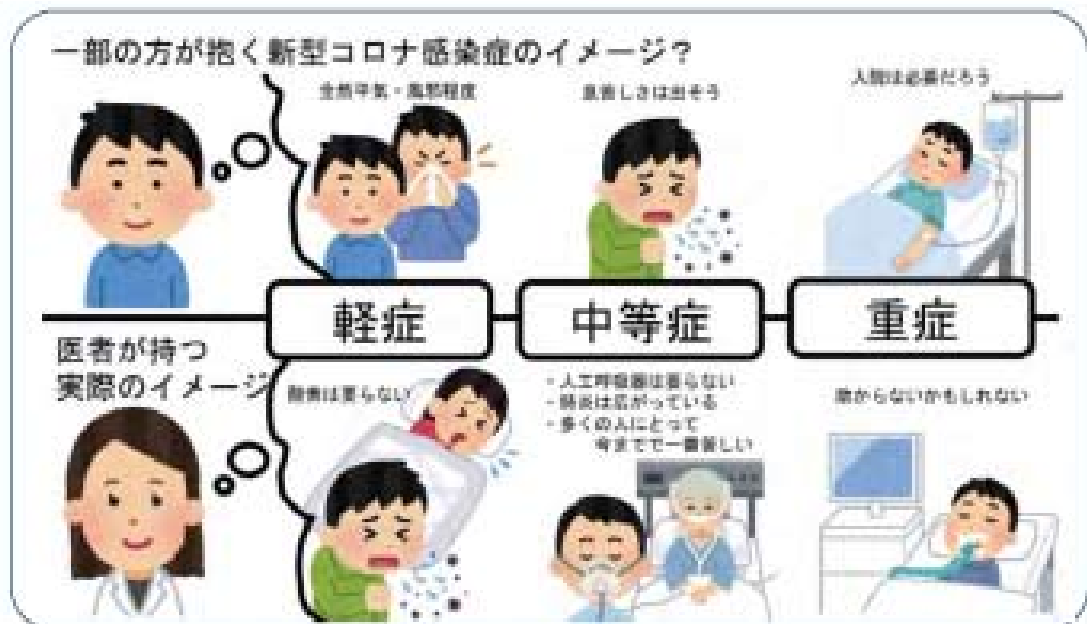 一部の方が抱く新型コロナ感染症のイメージ?
全然平気・風邪程度
息苦しさは出そう
入院は必要だろう
軽症
中等症
重症
医者が持つ
実際のイメージ
酸素は要らない
・人工呼吸器は要らない
・肺炎は広がっている
・多くの人にとって
今までで一番苦しい
助からないかもしれない